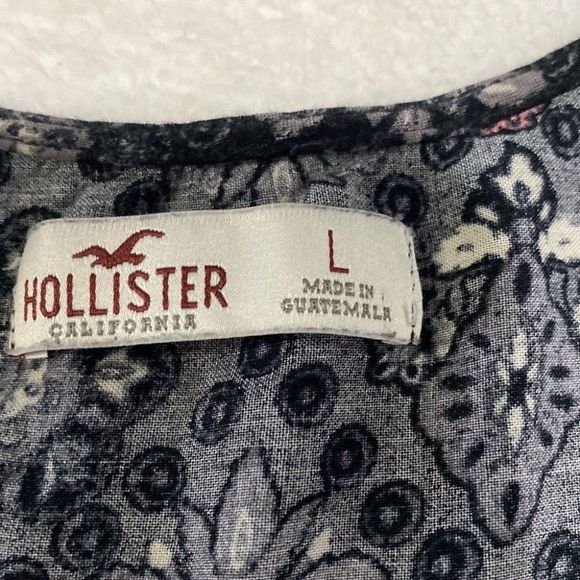 HOLLISTER
CALIFORNIA
L
MADE IN
GUATEMALA